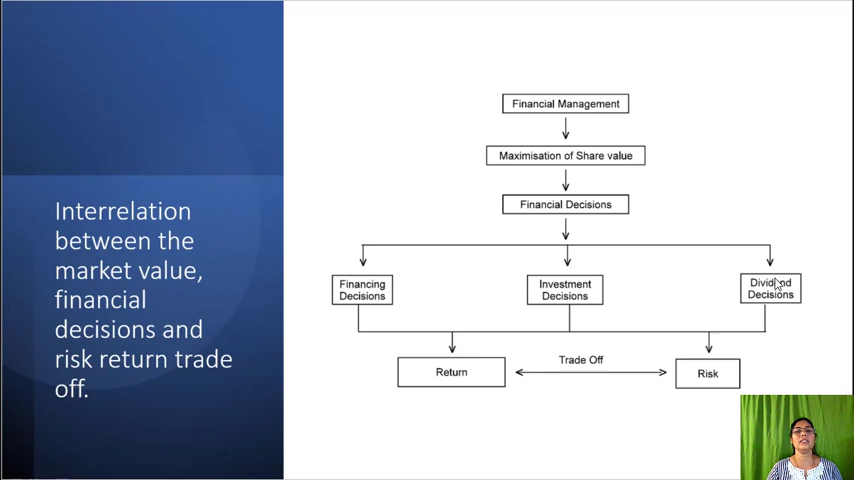 Interrelation
between the
market value,
financial
decisions and
risk return trade
off.
Financial Management
Maximisation of Share value
Financial Decisions
Financing
Decisions
Investment
Decisions
Dividend
Decisions
Return
Trade Off
Risk